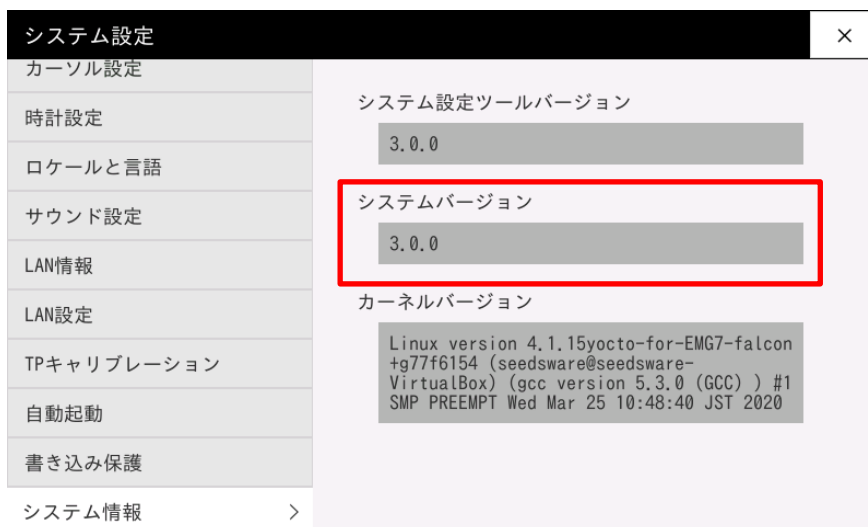 システム設定
×
カーソル設定
時計設定
ロケールと言語
サウンド設定
LAN情報
LAN設定
TPキャリブレーション
自動起動
書き込み保護
システム情報 >
システム設定ツールバージョン
3.0.0
システムバージョン
3.0.0
カーネルバージョン
Linux version 4.1.15yocto-for-EMG7-falcon
+g77f6154 (seedsware@seedsware-
VirtualBox) (gcc version 5.3.0 (GCC) ) #1
SMP PREEMPT Wed Mar 25 10:48:40 JST 2020